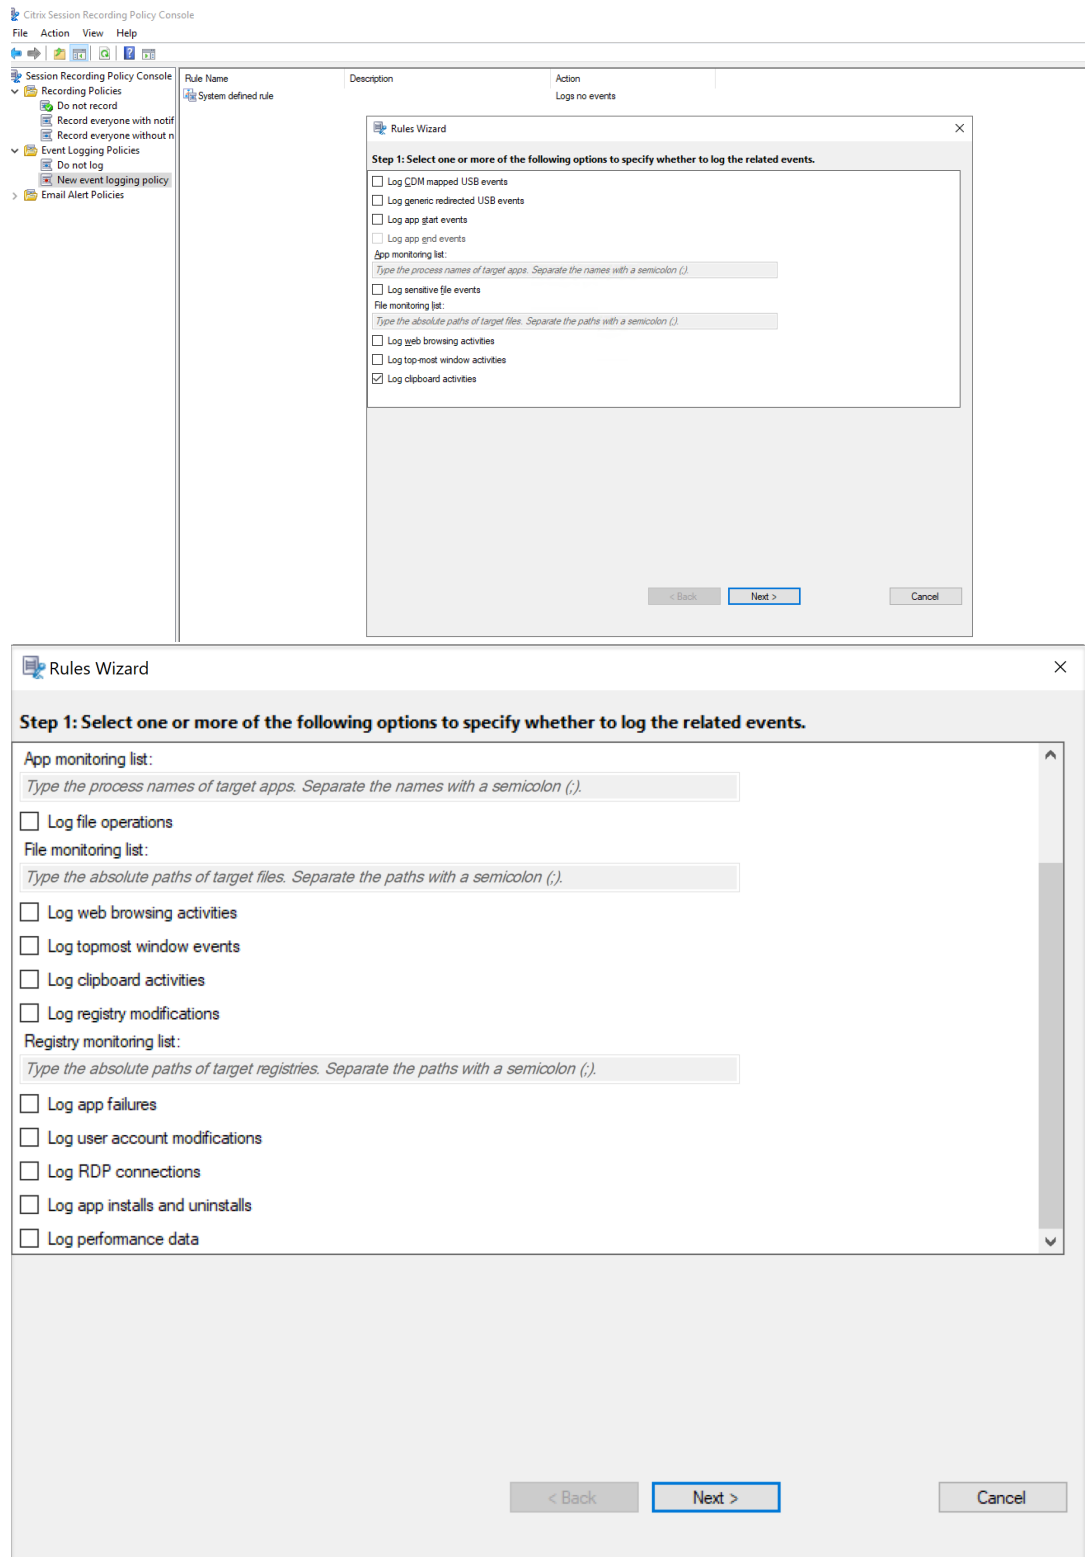 Citrix Session Recording Policy Console
File Action View Help
Session Recording Policy Console
Recording Policies
Do not record
Record everyone with notif
Record everyone without n
Event Logging Policies
Do not log
New event logging policy
Email Alert Policies
Rule Name Description Action
System defined rule Logs no events
Rules Wizard
Step 1: Select one or more of the following options to specify whether to log the related events.
Log CDM mapped USB events
Log generic redirected USB events
Log app start events
Log app end events
App monitoring list:
Type the process names of target apps. Separate the names with a semicolon (;).
Log sensitive file events
File monitoring list:
Type the absolute paths of target files. Separate the paths with a semicolon (;).
Log web browsing activities
Log top-most window activities
Log clipboard activities
< Back Next > Cancel
Rules Wizard
Step 1: Select one or more of the following options to specify whether to log the related events.
App monitoring list:
Type the process names of target apps. Separate the names with a semicolon (;).
Log file operations
File monitoring list:
Type the absolute paths of target files. Separate the paths with a semicolon (;).
Log web browsing activities
Log topmost window events
Log clipboard activities
Log registry modifications
Registry monitoring list:
Type the absolute paths of target registries. Separate the paths with a semicolon (;).
Log app failures
Log user account modifications
Log RDP connections
Log app installs and uninstalls
Log performance data
< Back Next > Cancel